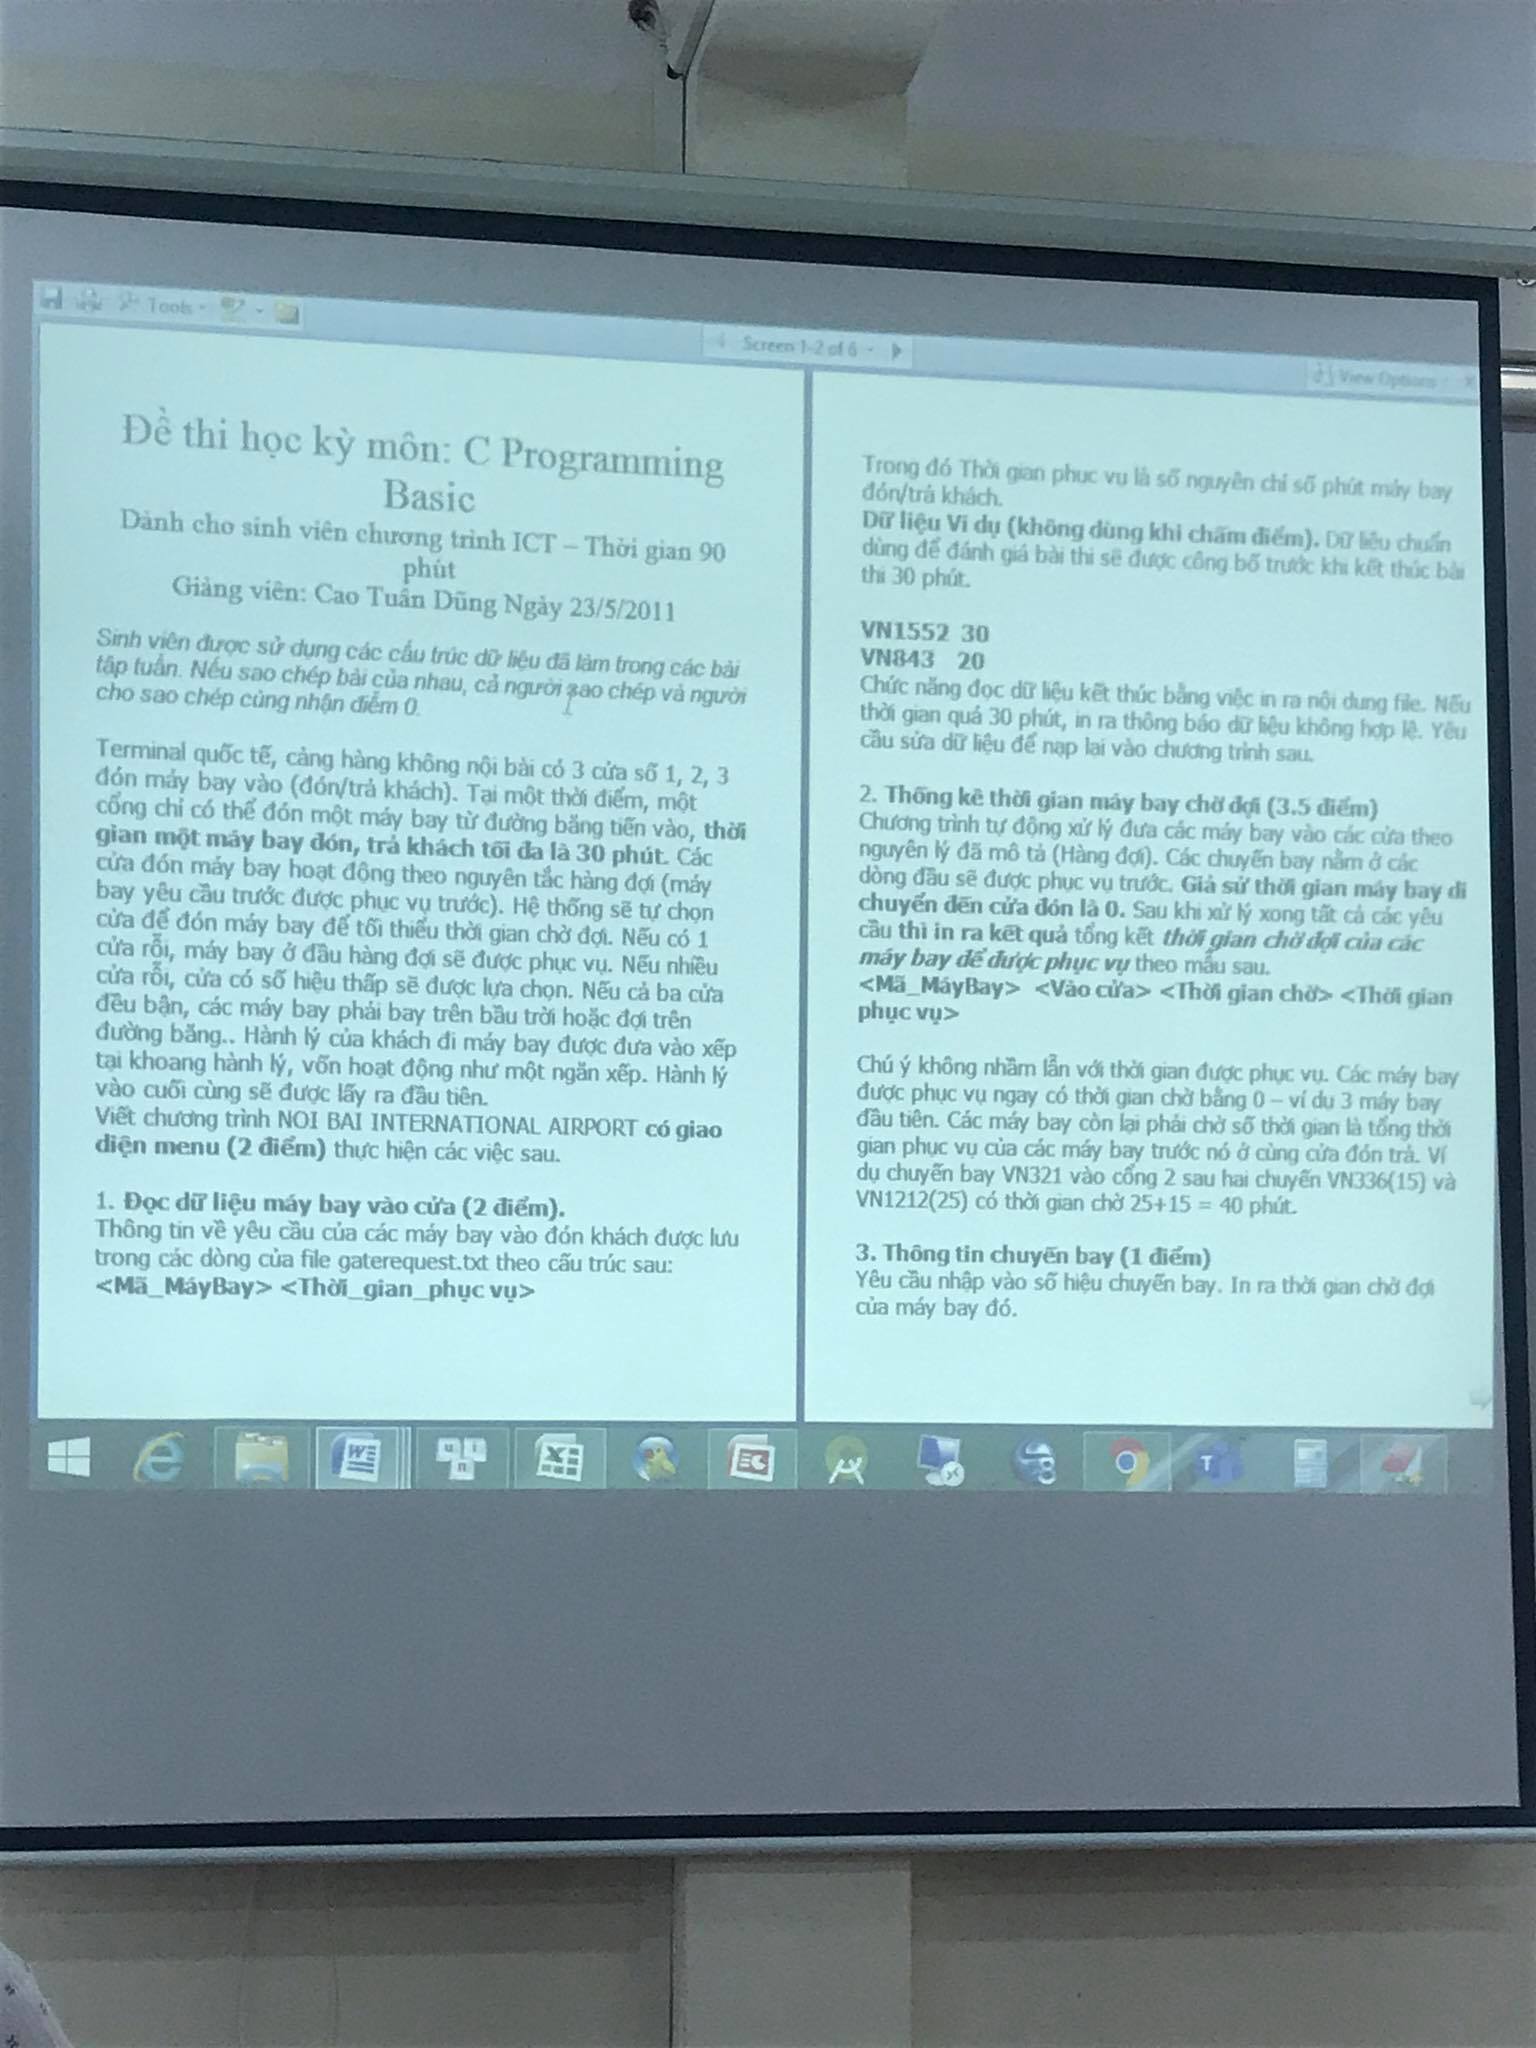 Tools
Screen 1-2 of 6
View Options
Đề thi học kỳ môn: C Programming
Basic
Dành cho sinh viên chương trình ICT – Thời gian 90
phút
Giảng viên: Cao Tuấn Dũng Ngày 23/5/2011
Sinh viên được sử dụng các cấu trúc dữ liệu đã làm trong các bài
tập tuần. Nếu sao chép bài của nhau, cả người sao chép và người
cho sao chép cùng nhận điểm 0.
Terminal quốc tế, cảng hàng không nội bài có 3 cửa số 1, 2, 3
đón máy bay vào (đón/trả khách). Tại một thời điểm, một
cổng chỉ có thể đón một máy bay từ đường băng tiến vào, thời
gian một máy bay đón, trả khách tối đa là 30 phút. Các
cửa đón máy bay hoạt động theo nguyên tắc hàng đợi (máy
bay yêu cầu trước được phục vụ trước). Hệ thống sẽ tự chọn
cửa để đón máy bay để tối thiểu thời gian chờ đợi. Nếu có 1
cửa rỗi, máy bay ở đầu hàng đợi sẽ được phục vụ. Nếu nhiều
cửa rỗi, cửa có số hiệu thấp sẽ được lựa chọn. Nếu cả ba cửa
đều bận, các máy bay phải bay trên bầu trời hoặc đợi trên
đường băng.. Hành lý của khách đi máy bay được đưa vào xếp
tại khoang hành lý, vốn hoạt động như một ngăn xếp. Hành lý
vào cuối cùng sẽ được lấy ra đầu tiên.
Viết chương trình NOI BAI INTERNATIONAL AIRPORT có giao
diện menu (2 điểm) thực hiện các việc sau.
1. Đọc dữ liệu máy bay vào cửa (2 điểm).
Thông tin về yêu cầu của các máy bay vào đón khách được lưu
trong các dòng của file gaterequest.txt theo cấu trúc sau:
<Mã_MáyBay> <Thời_gian_phục vụ>
Trong đó Thời gian phục vụ là số nguyên chỉ số phút máy bay
đón/trả khách.
Dữ liệu Ví dụ (không dùng khi chấm điểm). Dữ liệu chuẩn
dùng để đánh giá bài thi sẽ được công bố trước khi kết thúc bài
thi 30 phút.
VN1552 30
VN843 20
Chức năng đọc dữ liệu kết thúc bằng việc in ra nội dung file. Nếu
thời gian quá 30 phút, in ra thông báo dữ liệu không hợp lệ. Yêu
cầu sửa dữ liệu để nạp lại vào chương trình sau.
2. Thống kê thời gian máy bay chờ đợi (3.5 điểm)
Chương trình tự động xử lý đưa các máy bay vào các cửa theo
nguyên lý đã mô tả (Hàng đợi). Các chuyến bay nằm ở các
dòng đầu sẽ được phục vụ trước. Giả sử thời gian máy bay di
chuyển đến cửa đón là 0. Sau khi xử lý xong tất cả các yêu
cầu thì in ra kết quả tổng kết thời gian chờ đợi của các
máy bay để được phục vụ theo mẫu sau.
<Mã_MáyBay> <Vào cửa> <Thời gian chờ> <Thời gian
phục vụ>
Chú ý không nhầm lẫn với thời gian được phục vụ. Các máy bay
được phục vụ ngay có thời gian chờ bằng 0 – ví dụ 3 máy bay
đầu tiên. Các máy bay còn lại phải chờ số thời gian là tổng thời
gian phục vụ của các máy bay trước nó ở cùng cửa đón trả. Ví
dụ chuyến bay VN321 vào cổng 2 sau hai chuyến VN336(15) và
VN1212(25) có thời gian chờ 25+15 = 40 phút.
3. Thông tin chuyến bay (1 điểm)
Yêu cầu nhập vào số hiệu chuyến bay. In ra thời gian chờ đợi
của máy bay đó.